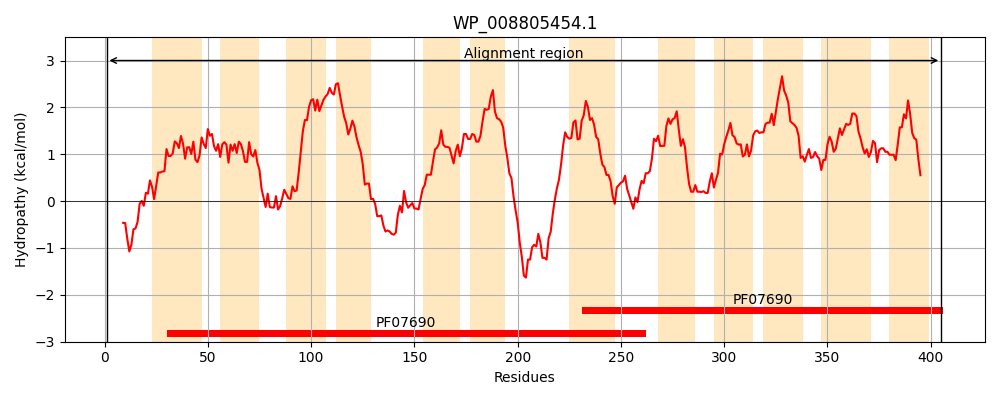 WP_008805454.1
Alignment region
PF07690
PF07690
Hydropathy (kcal/mol)
3
2
1
0
−1
−2
−3
0 50 100 150 200 250 300 350 400
Residues